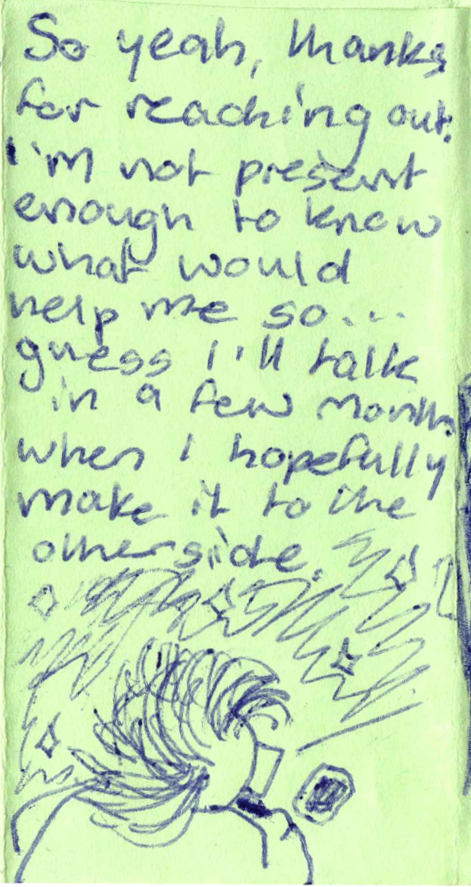 So yeah, thanks
for reaching out.
I'm not present
enough to know
what would
help me so...
guess I'll talk
in a few months
when I hopefully
make it to the
otherside.